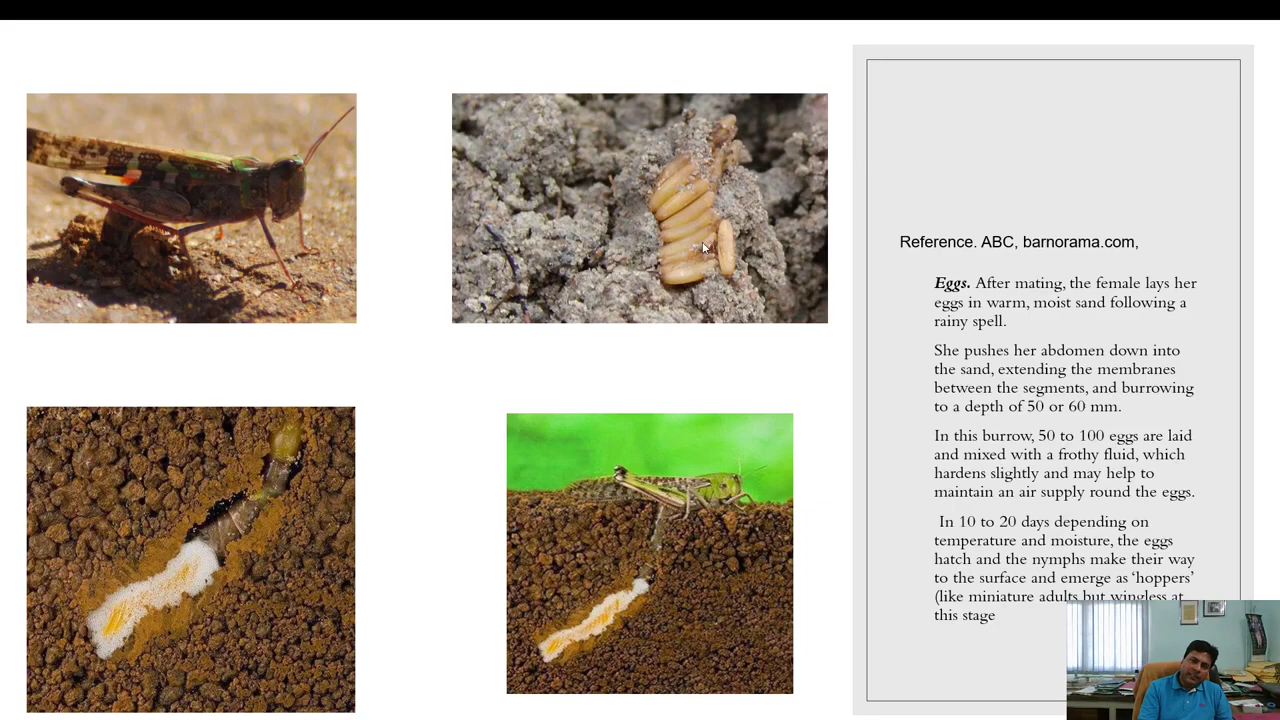 Reference. ABC, barnorama.com,
Eggs. After mating, the female lays her
eggs in warm, moist sand following a
rainy spell.
She pushes her abdomen down into
the sand, extending the membranes
between the segments, and burrowing
to a depth of 50 or 60 mm.
In this burrow, 50 to 100 eggs are laid
and mixed with a frothy fluid, which
hardens slightly and may help to
maintain an air supply round the eggs.
In 10 to 20 days depending on
temperature and moisture, the eggs
hatch and the nymphs make their way
to the surface and emerge as ‘hoppers’
(like miniature adults but wingless at
this stage